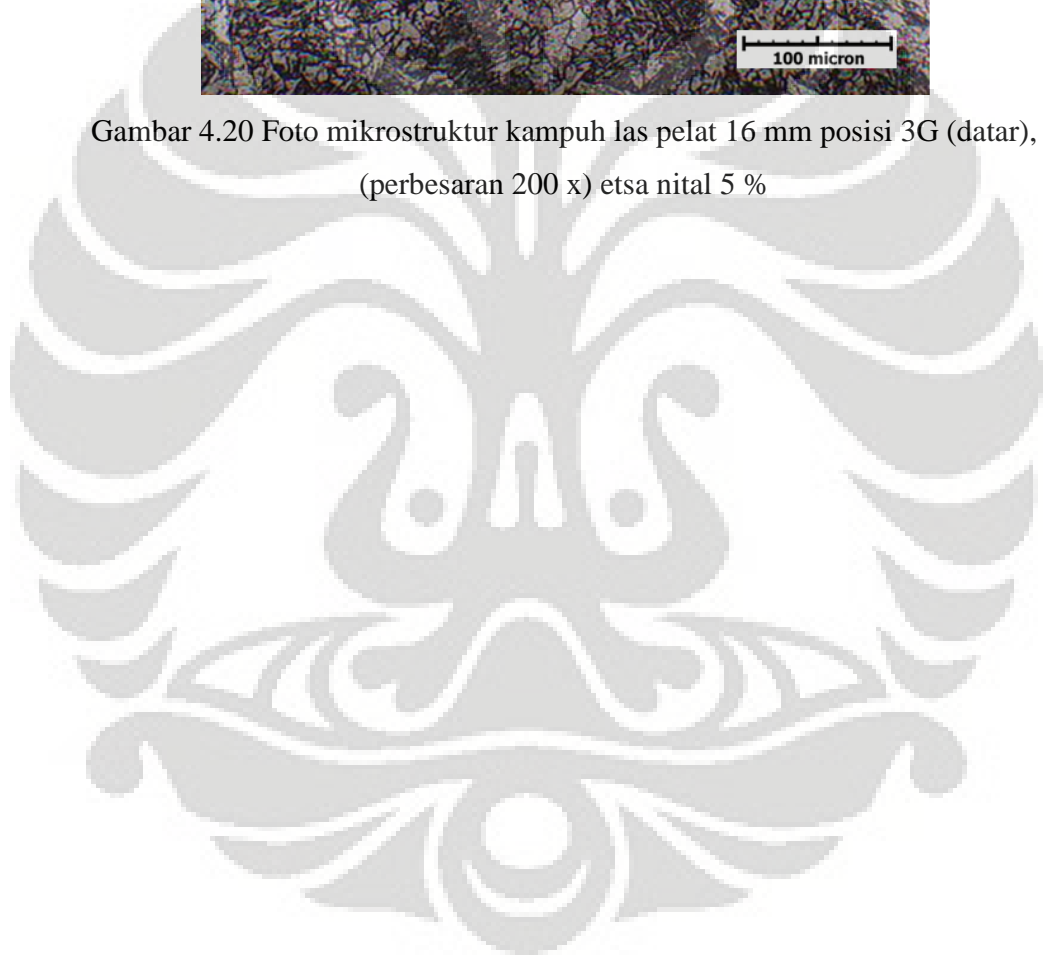 100 micron
Gambar 4.20 Foto mikrostruktur kampuh las pelat 16 mm posisi 3G (datar),
(perbesaran 200 x) etsa nital 5 %